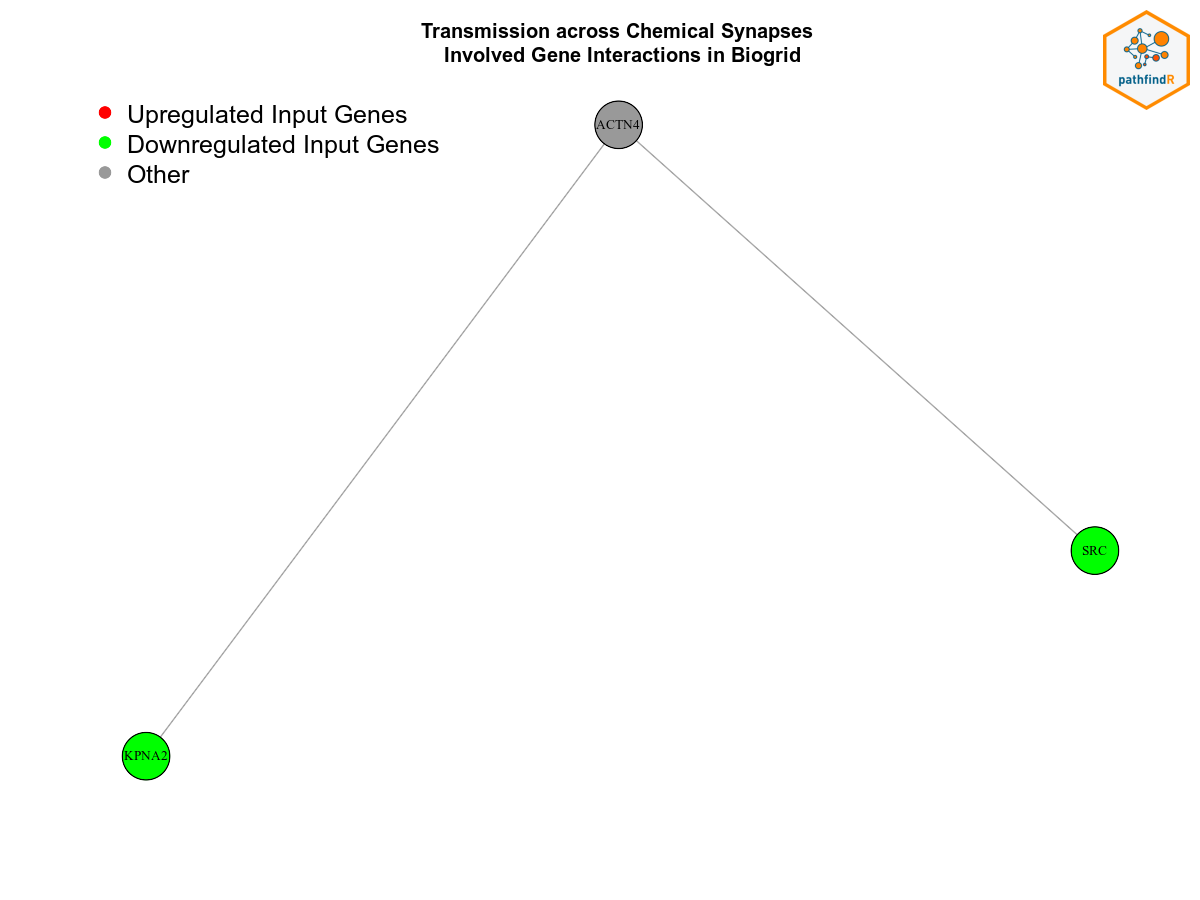 Transmission across Chemical Synapses
Involved Gene Interactions in Biogrid
pathfindR
Upregulated Input Genes
Downregulated Input Genes
Other
ACTN4
SRC
KPNA2